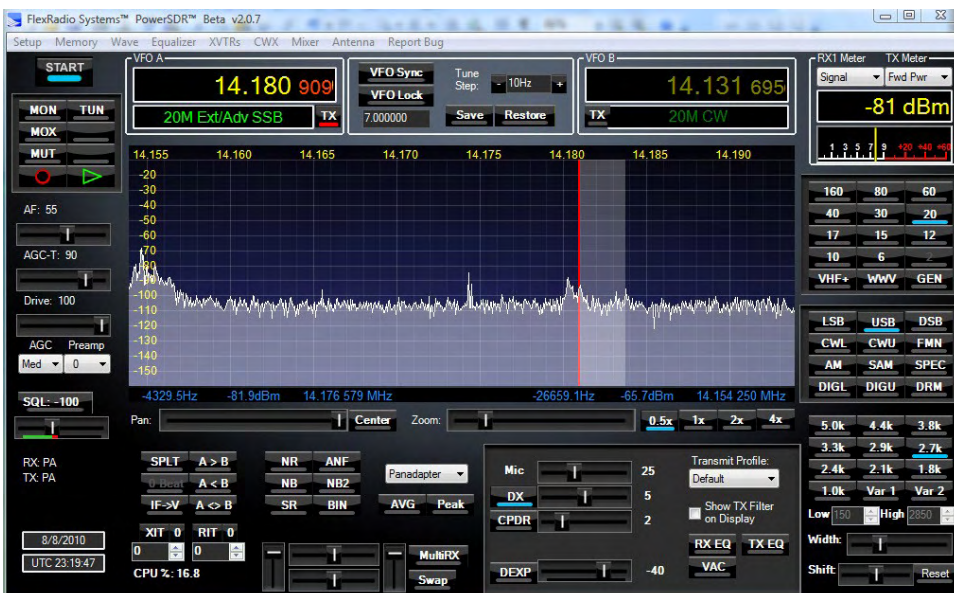 FlexRadio Systems™ PowerSDR™ Beta v2.0.7
Setup Memory Wave Equalizer XVTRs CWX Mixer Antenna Report Bug
START
MON TUN
MOX
MUT
AF: 55
AGC-T: 90
Drive: 100
AGC Preamp
Med 0
SQL: -100
RX: PA
TX: PA
8/8/2010
UTC 23:19:47
VFO A
14.180 909
20M Ext/Adv SSB TX
VFO Sync
VFO Lock
7.000000
Tune Step: - 10Hz +
Save Restore
VFO B
14.131 695
TX 20M CW
RX1 Meter TX Meter
Signal Fwd Pwr
-81 dBm
1 3 5 7 9 +20 +40 +60
14.155 14.160 14.165 14.170 14.175 14.180 14.185 14.190
-20
-30
-40
-50
-60
-70
-80
-90
-100
-110
-120
-130
-140
-150
-4329.5Hz -81.9dBm 14.176 579 MHz -26659.1Hz -65.7dBm 14.154 250 MHz
Pan: Center Zoom: 0.5x 1x 2x 4x
160 80 60
40 30 20
17 15 12
10 6 2
VHF+ WWV GEN
LSB USB DSB
CWL CWU FMN
AM SAM SPEC
DIGL DIGU DRM
5.0k 4.4k 3.8k
3.3k 2.9k 2.7k
2.4k 2.1k 1.8k
1.0k Var 1 Var 2
Low 150 High 2850
Width:
Shift: Reset
SPLT A > B
0 Beat A < B
IF->V A <> B
XIT 0 RIT 0
0 0
CPU %: 16.8
NR ANF
NB NB2
SR BIN
Panadapter
AVG Peak
MultiRX
Swap
Mic 25
DX 5
CPDR 2
DEXP -40
Transmit Profile:
Default
Show TX Filter on Display
RX EQ TX EQ
VAC